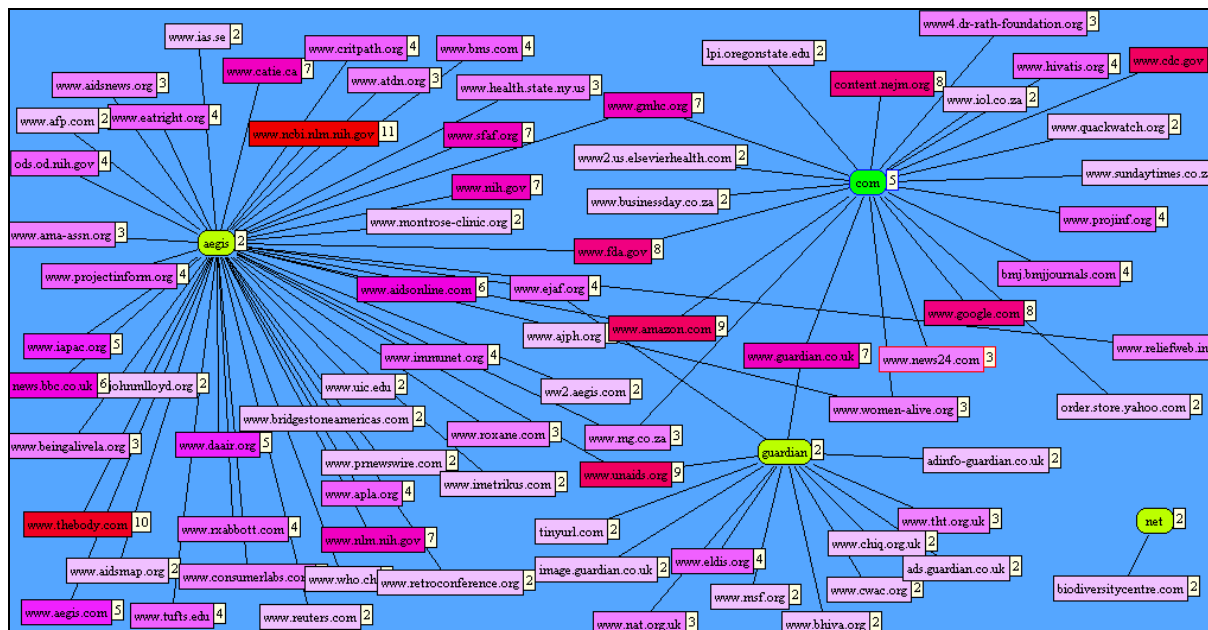 www.ias.se 2
www.critpath.org 4
www.bms.com 4
lpi.oregonstate.edu 2
www4.dr-rath-foundation.org 3
www.cdc.gov
www.catie.ca 7
www.atdn.org 3
www.hivatis.org 4
www.aidsnews.org 3
www.health.state.ny.us 3
content.nejm.org 8
www.iol.co.za 2
www.gmhc.org 7
www.afp.com 2
www.eatright.org 4
www.ncbi.nlm.nih.gov 11
www.sfaf.org 7
www.quackwatch.org 2
ods.od.nih.gov 4
www2.us.elsevierhealth.com 2
www.sundaytimes.co.z
com 5
www.nih.gov 7
www.businessday.co.za 2
www.montrose-clinic.org 2
www.projinf.org 4
www.ama-assn.org 3
aegis 2
www.fda.gov 8
www.projectinform.org 4
bmj.bmjjournals.com 4
www.aidsonline.com 6
www.ejaf.org 4
www.google.com 8
www.ajph.org
www.amazon.com 9
www.iapac.org 5
www.immunet.org 4
www.guardian.co.uk 7
www.news24.com 3
www.reliefweb.in
news.bbc.co.uk 6
johnmlloyd.org 2
www.uic.edu 2
ww2.aegis.com 2
www.women-alive.org 3
order.store.yahoo.com 2
www.bridgestoneamericas.com 2
www.beingalivela.org 3
www.daair.org 5
www.roxane.com 3
www.mg.co.za 3
guardian 2
adinfo-guardian.co.uk 2
www.prnewswire.com 2
www.imetrikus.com 2
www.unaids.org 9
www.apla.org 4
www.thebody.com 10
www.rxabbott.com 4
tinyurl.com 2
www.tht.org.uk 3
net 2
www.nlm.nih.gov 7
www.chiq.org.uk 2
www.aidsmap.org 2
www.consumerlabs.co
www.who.ch
www.retroconference.org 2
image.guardian.co.uk 2
www.eldis.org 4
ads.guardian.co.uk 2
www.cwac.org 2
biodiversitycentre.com 2
www.msf.org 2
www.aegis.com 5
www.tufts.edu 4
www.reuters.com 2
www.nat.org.uk 3
www.bhiva.org 2